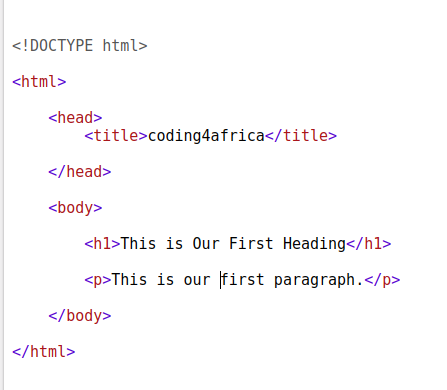 <!DOCTYPE html>
<html>
<head>
<title>coding4africa</title>
</head>
<body>
<h1>This is Our First Heading</h1>
<p>This is our first paragraph.</p>
</body>
</html>